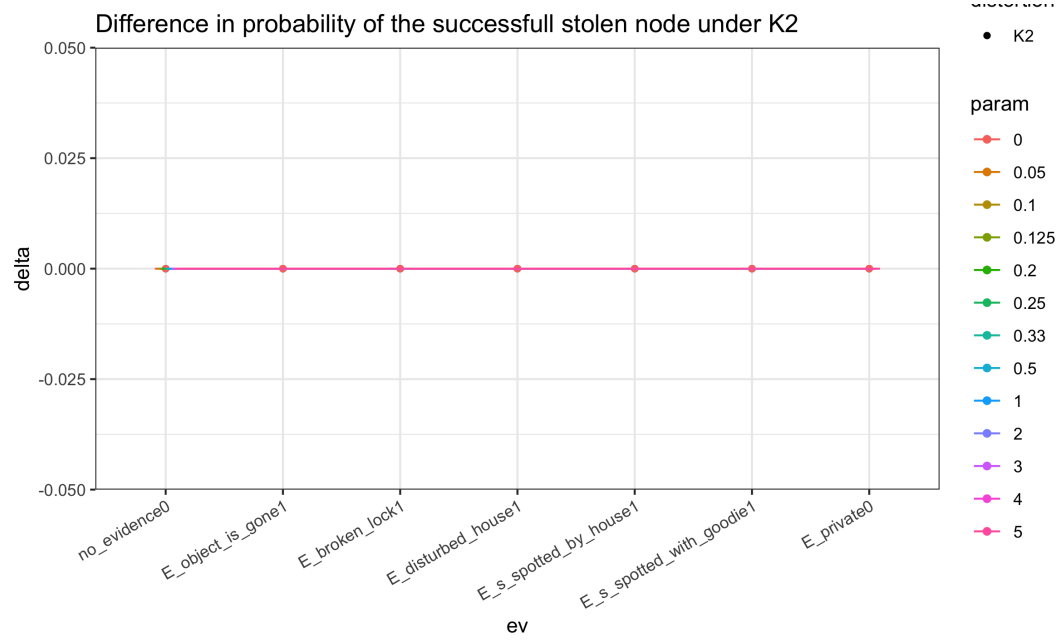 Difference in probability of the successfull stolen node under K2
0.050
0.025
0.000
-0.025
-0.050
delta
no_evidence0
E_object_is_gone1
E_broken_lock1
E_disturbed_house1
E_s_spotted_by_house1
E_s_spotted_with_goodie1
E_private0
ev
distortion
K2
param
0
0.05
0.1
0.125
0.2
0.25
0.33
0.5
1
2
3
4
5